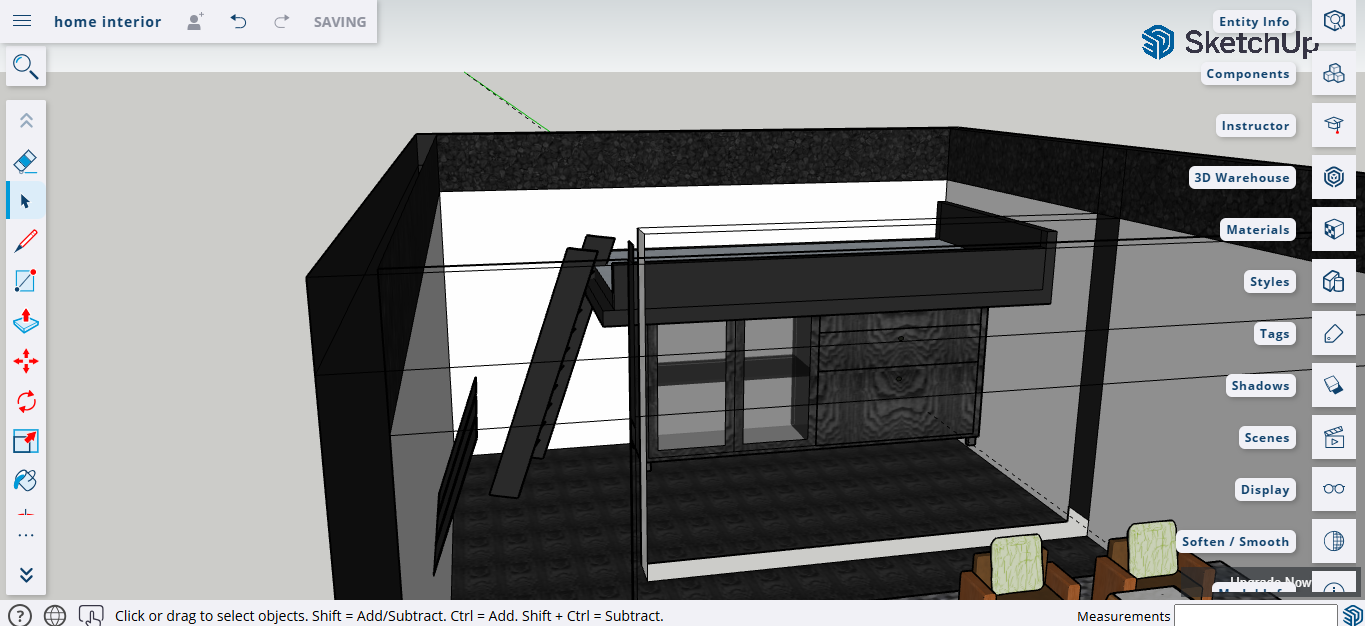 home interior
SAVING
Entity Info
SketchUp
Components
Instructor
3D Warehouse
Materials
Styles
Tags
Shadows
Scenes
Display
Soften / Smooth
Upgrade Now
Click or drag to select objects. Shift = Add/Subtract. Ctrl = Add. Shift + Ctrl = Subtract.
Measurements